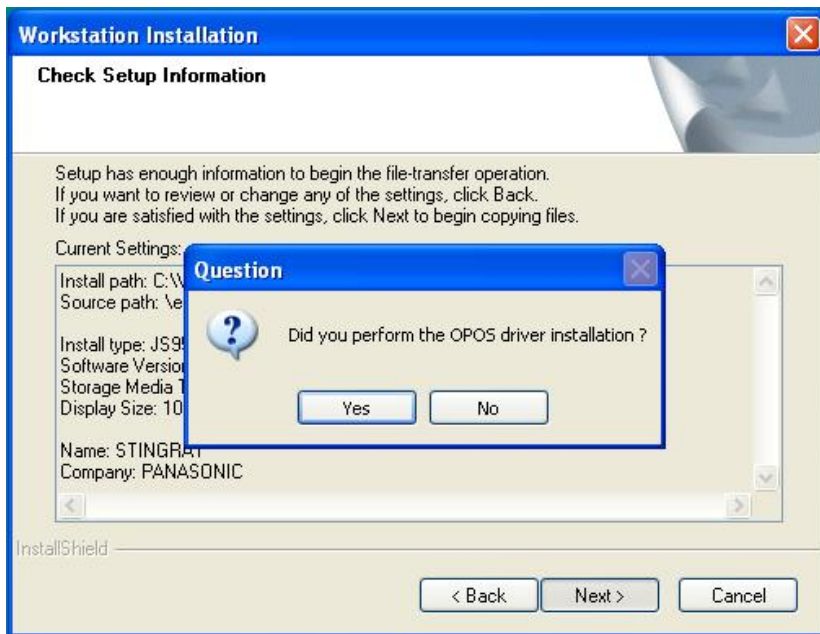 Workstation Installation
Check Setup Information
Setup has enough information to begin the file-transfer operation.
If you want to review or change any of the settings, click Back.
If you are satisfied with the settings, click Next to begin copying files.
Current Settings:
Install path: C:\
Source path: \e
Install type: JS9
Software Version
Storage Media
Display Size: 10
Name: STINGRAY
Company: PANASONIC
Question
Did you perform the OPOS driver installation ?
Yes
No
InstallShield
< Back
Next >
Cancel